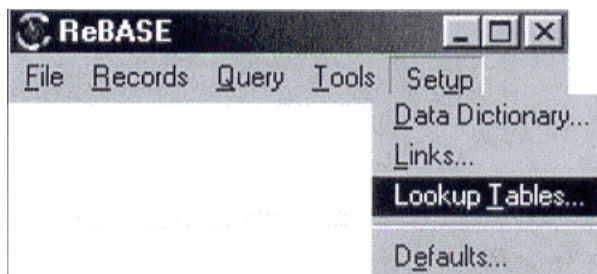 ReBASE
File Records Query Tools Setup
Data Dictionary...
Links...
Lookup Tables...
Defaults...